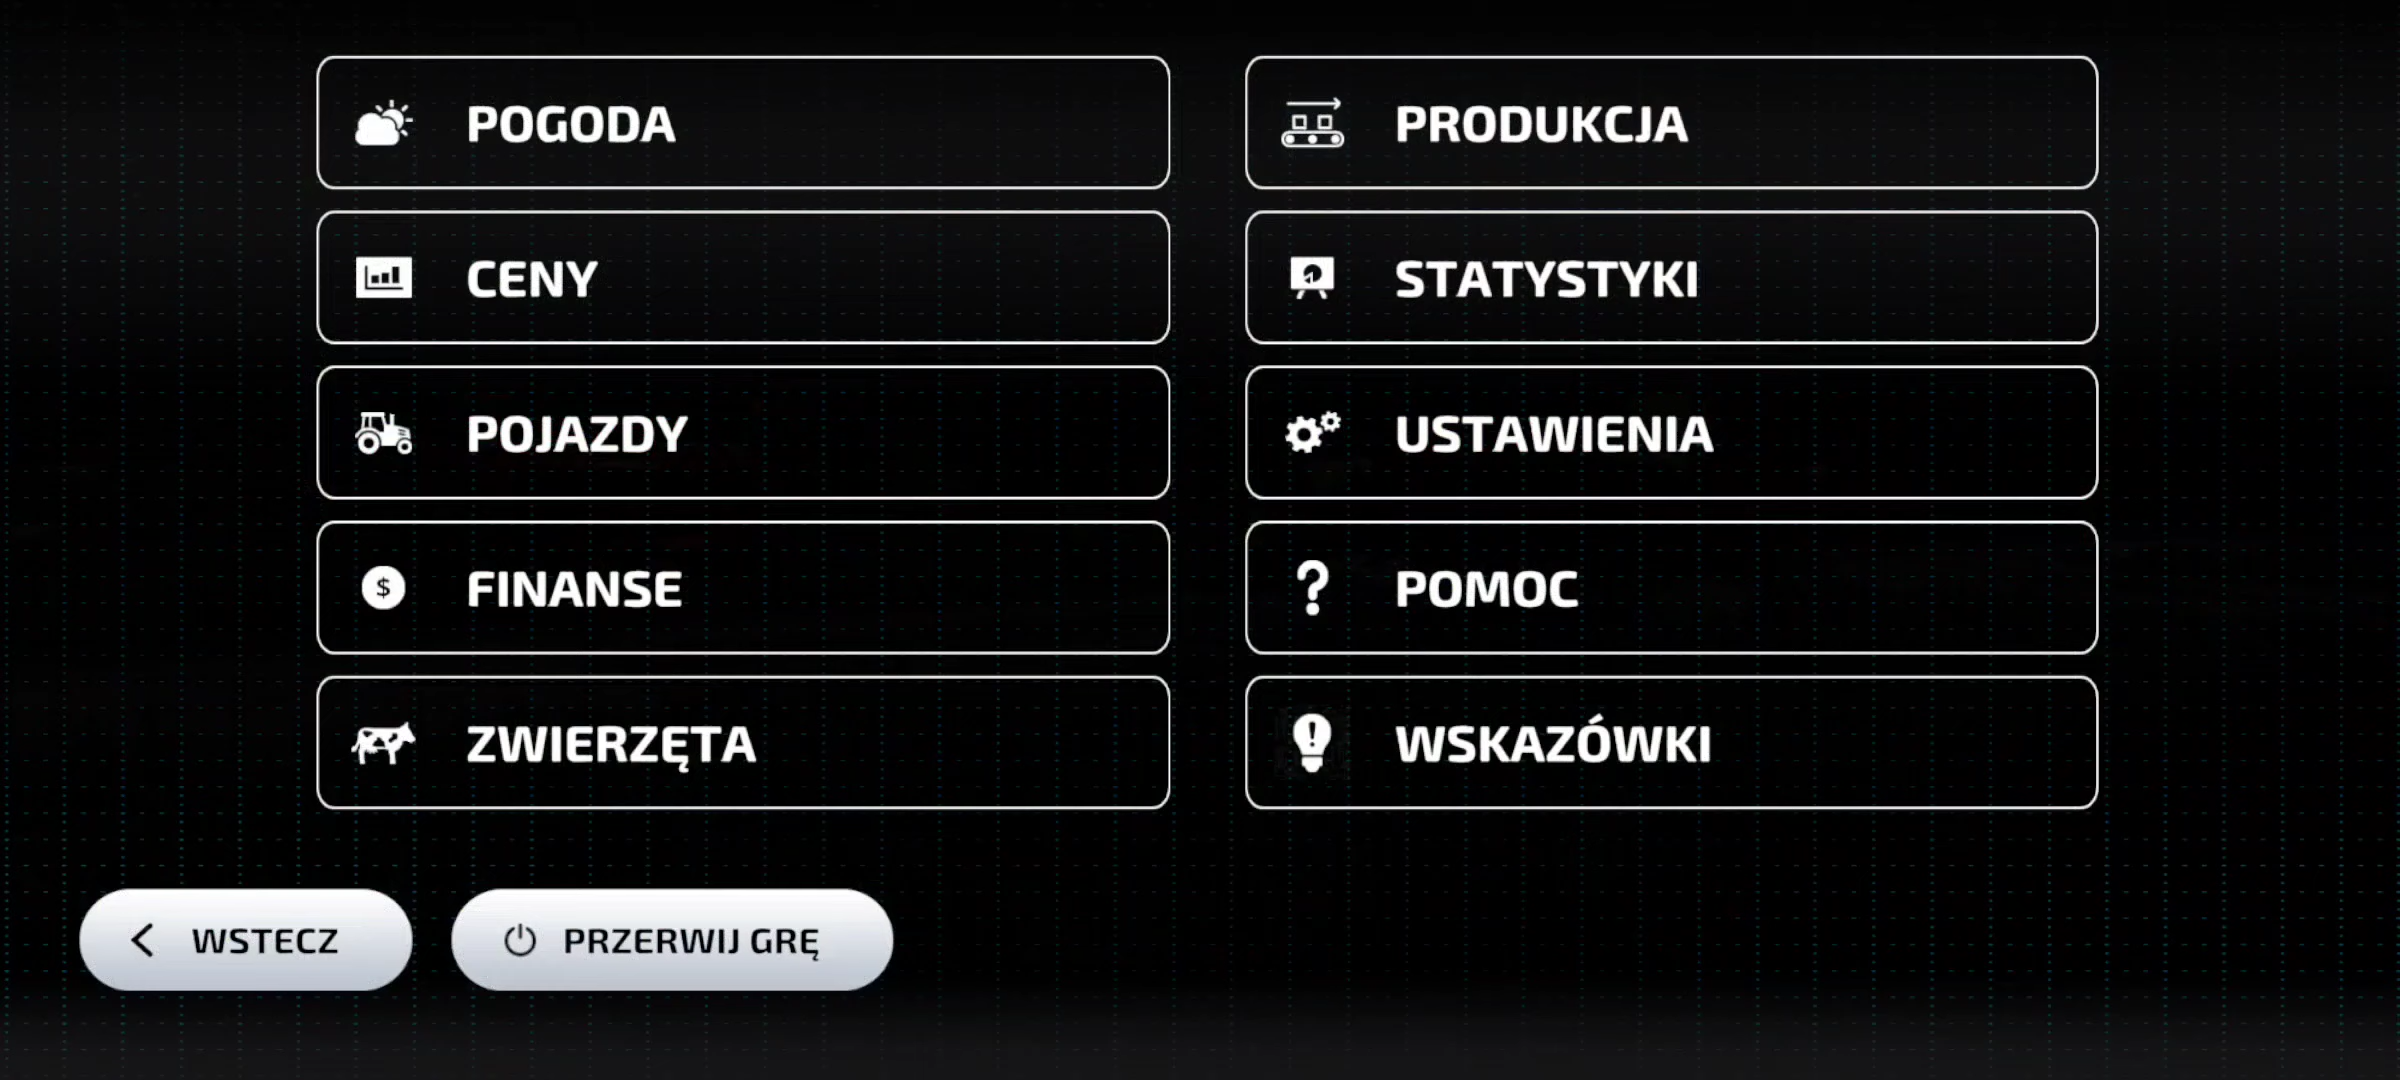 POGODA
CENY
POJAZDY
FINANSE
ZWIERZĘTA
PRODUKCJA
STATYSTYKI
USTAWIENIA
POMOC
WSKAZÓWKI
WSTECZ
PRZERWIJ GRĘ